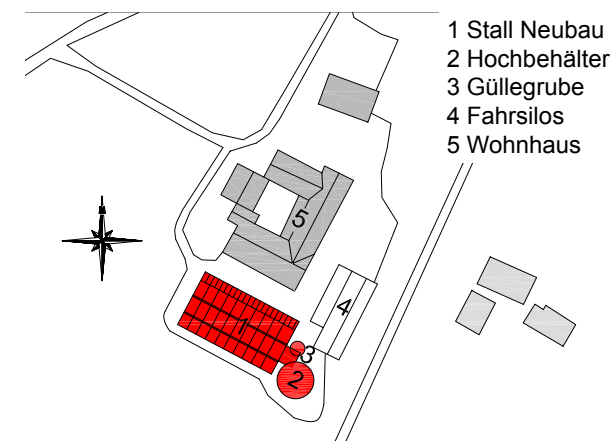 1 Stall Neubau
2 Hochbehälter
3 Güllegrube
4 Fahrsilos
5 Wohnhaus
N
5
4
1
3
2